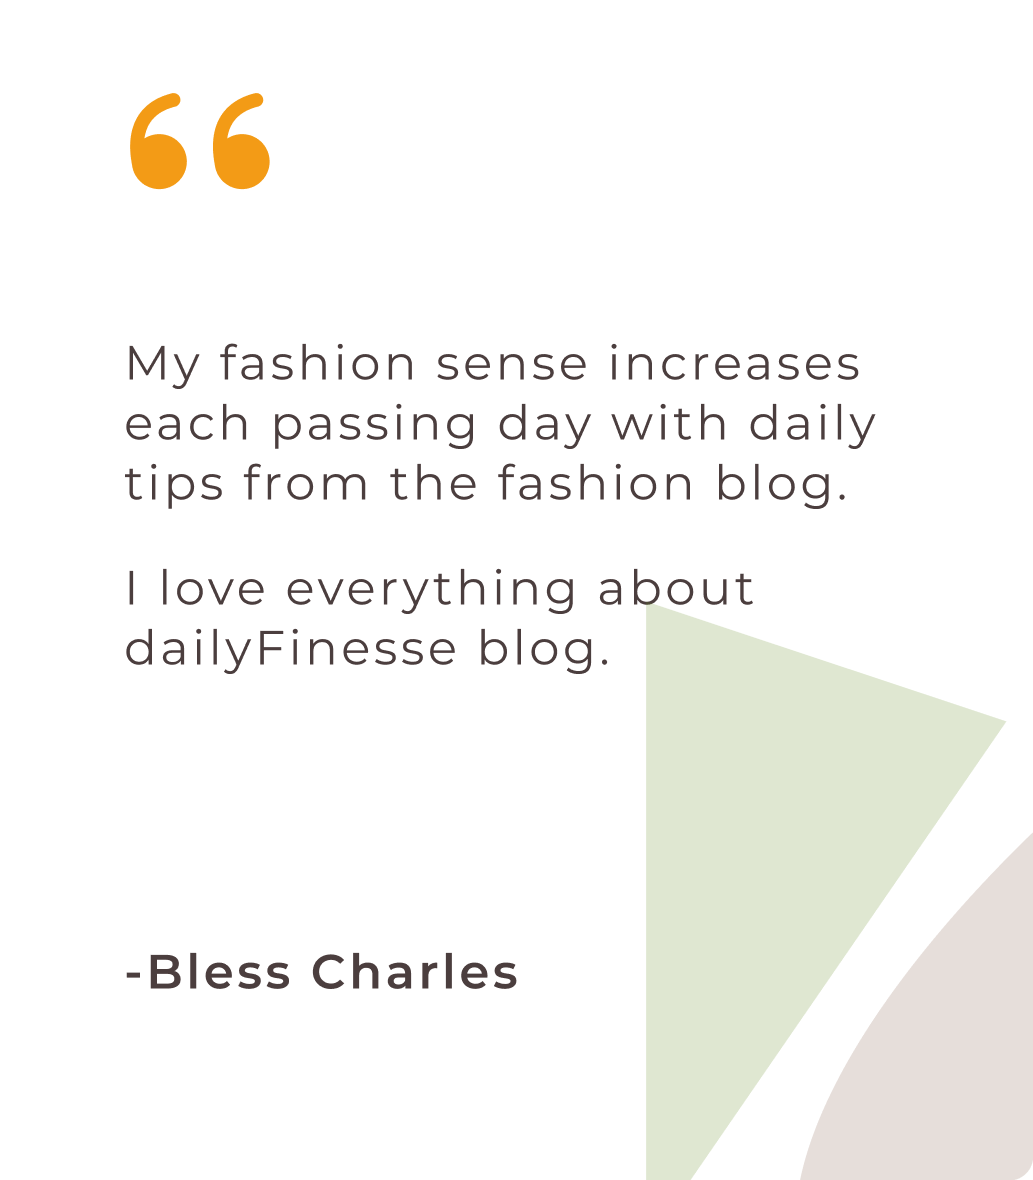 “
My fashion sense increases
each passing day with daily
tips from the fashion blog.
I love everything about
dailyFinesse blog.
-Bless Charles